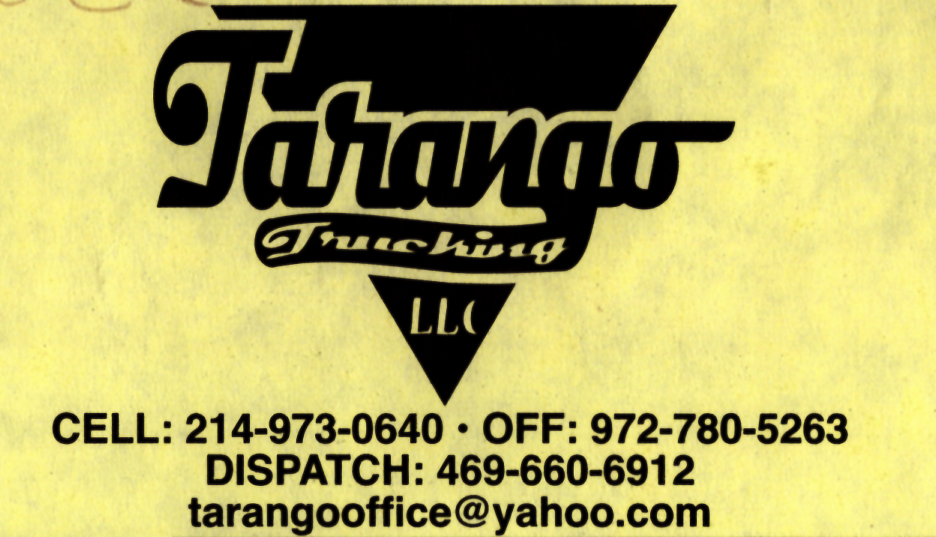 Tarango
Trucking
LLC
CELL: 214-973-0640 • OFF: 972-780-5263
DISPATCH: 469-660-6912
tarangooffice@yahoo.com